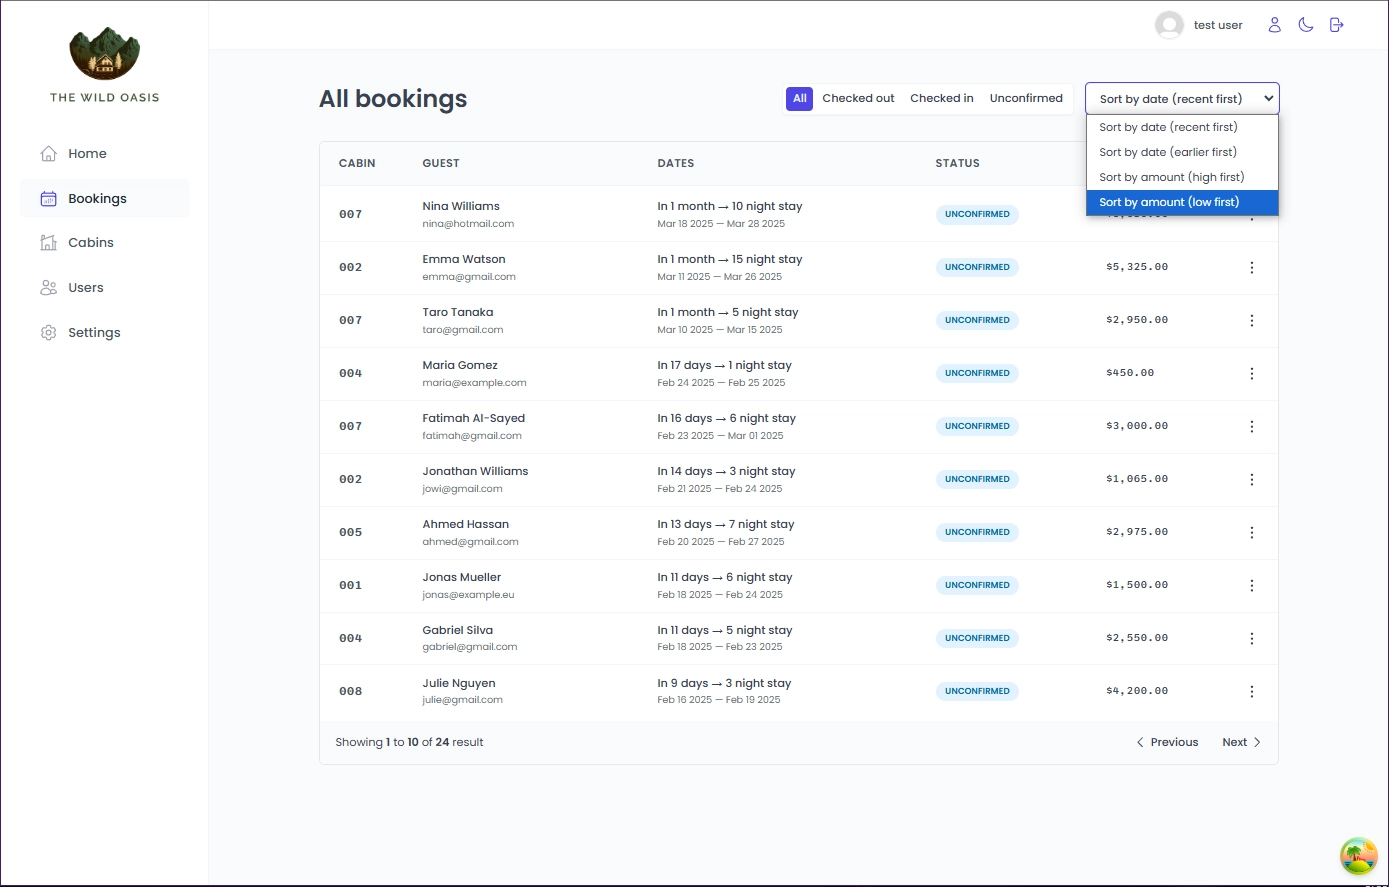 THE WILD OASIS
Home
Bookings
Cabins
Users
Settings
test user
All bookings
All Checked out Checked in Unconfirmed
Sort by date (recent first)
Sort by date (recent first)
Sort by date (earlier first)
Sort by amount (high first)
Sort by amount (low first)
CABIN GUEST DATES STATUS
007 Nina Williams In 1 month → 10 night stay UNCONFIRMED
nina@hotmail.com Mar 18 2025 — Mar 28 2025
002 Emma Watson In 1 month → 15 night stay UNCONFIRMED $5,325.00
emma@gmail.com Mar 11 2025 — Mar 26 2025
007 Taro Tanaka In 1 month → 5 night stay UNCONFIRMED $2,950.00
taro@gmail.com Mar 10 2025 — Mar 15 2025
004 Maria Gomez In 17 days → 1 night stay UNCONFIRMED $450.00
maria@example.com Feb 24 2025 — Feb 25 2025
007 Fatimah Al-Sayed In 16 days → 6 night stay UNCONFIRMED $3,000.00
fatimah@gmail.com Feb 23 2025 — Mar 01 2025
002 Jonathan Williams In 14 days → 3 night stay UNCONFIRMED $1,065.00
jowi@gmail.com Feb 21 2025 — Feb 24 2025
005 Ahmed Hassan In 13 days → 7 night stay UNCONFIRMED $2,975.00
ahmed@gmail.com Feb 20 2025 — Feb 27 2025
001 Jonas Mueller In 11 days → 6 night stay UNCONFIRMED $1,500.00
jonas@example.eu Feb 18 2025 — Feb 24 2025
004 Gabriel Silva In 11 days → 5 night stay UNCONFIRMED $2,550.00
gabriel@gmail.com Feb 18 2025 — Feb 23 2025
008 Julie Nguyen In 9 days → 3 night stay UNCONFIRMED $4,200.00
julie@gmail.com Feb 16 2025 — Feb 19 2025
Showing 1 to 10 of 24 result
Previous Next